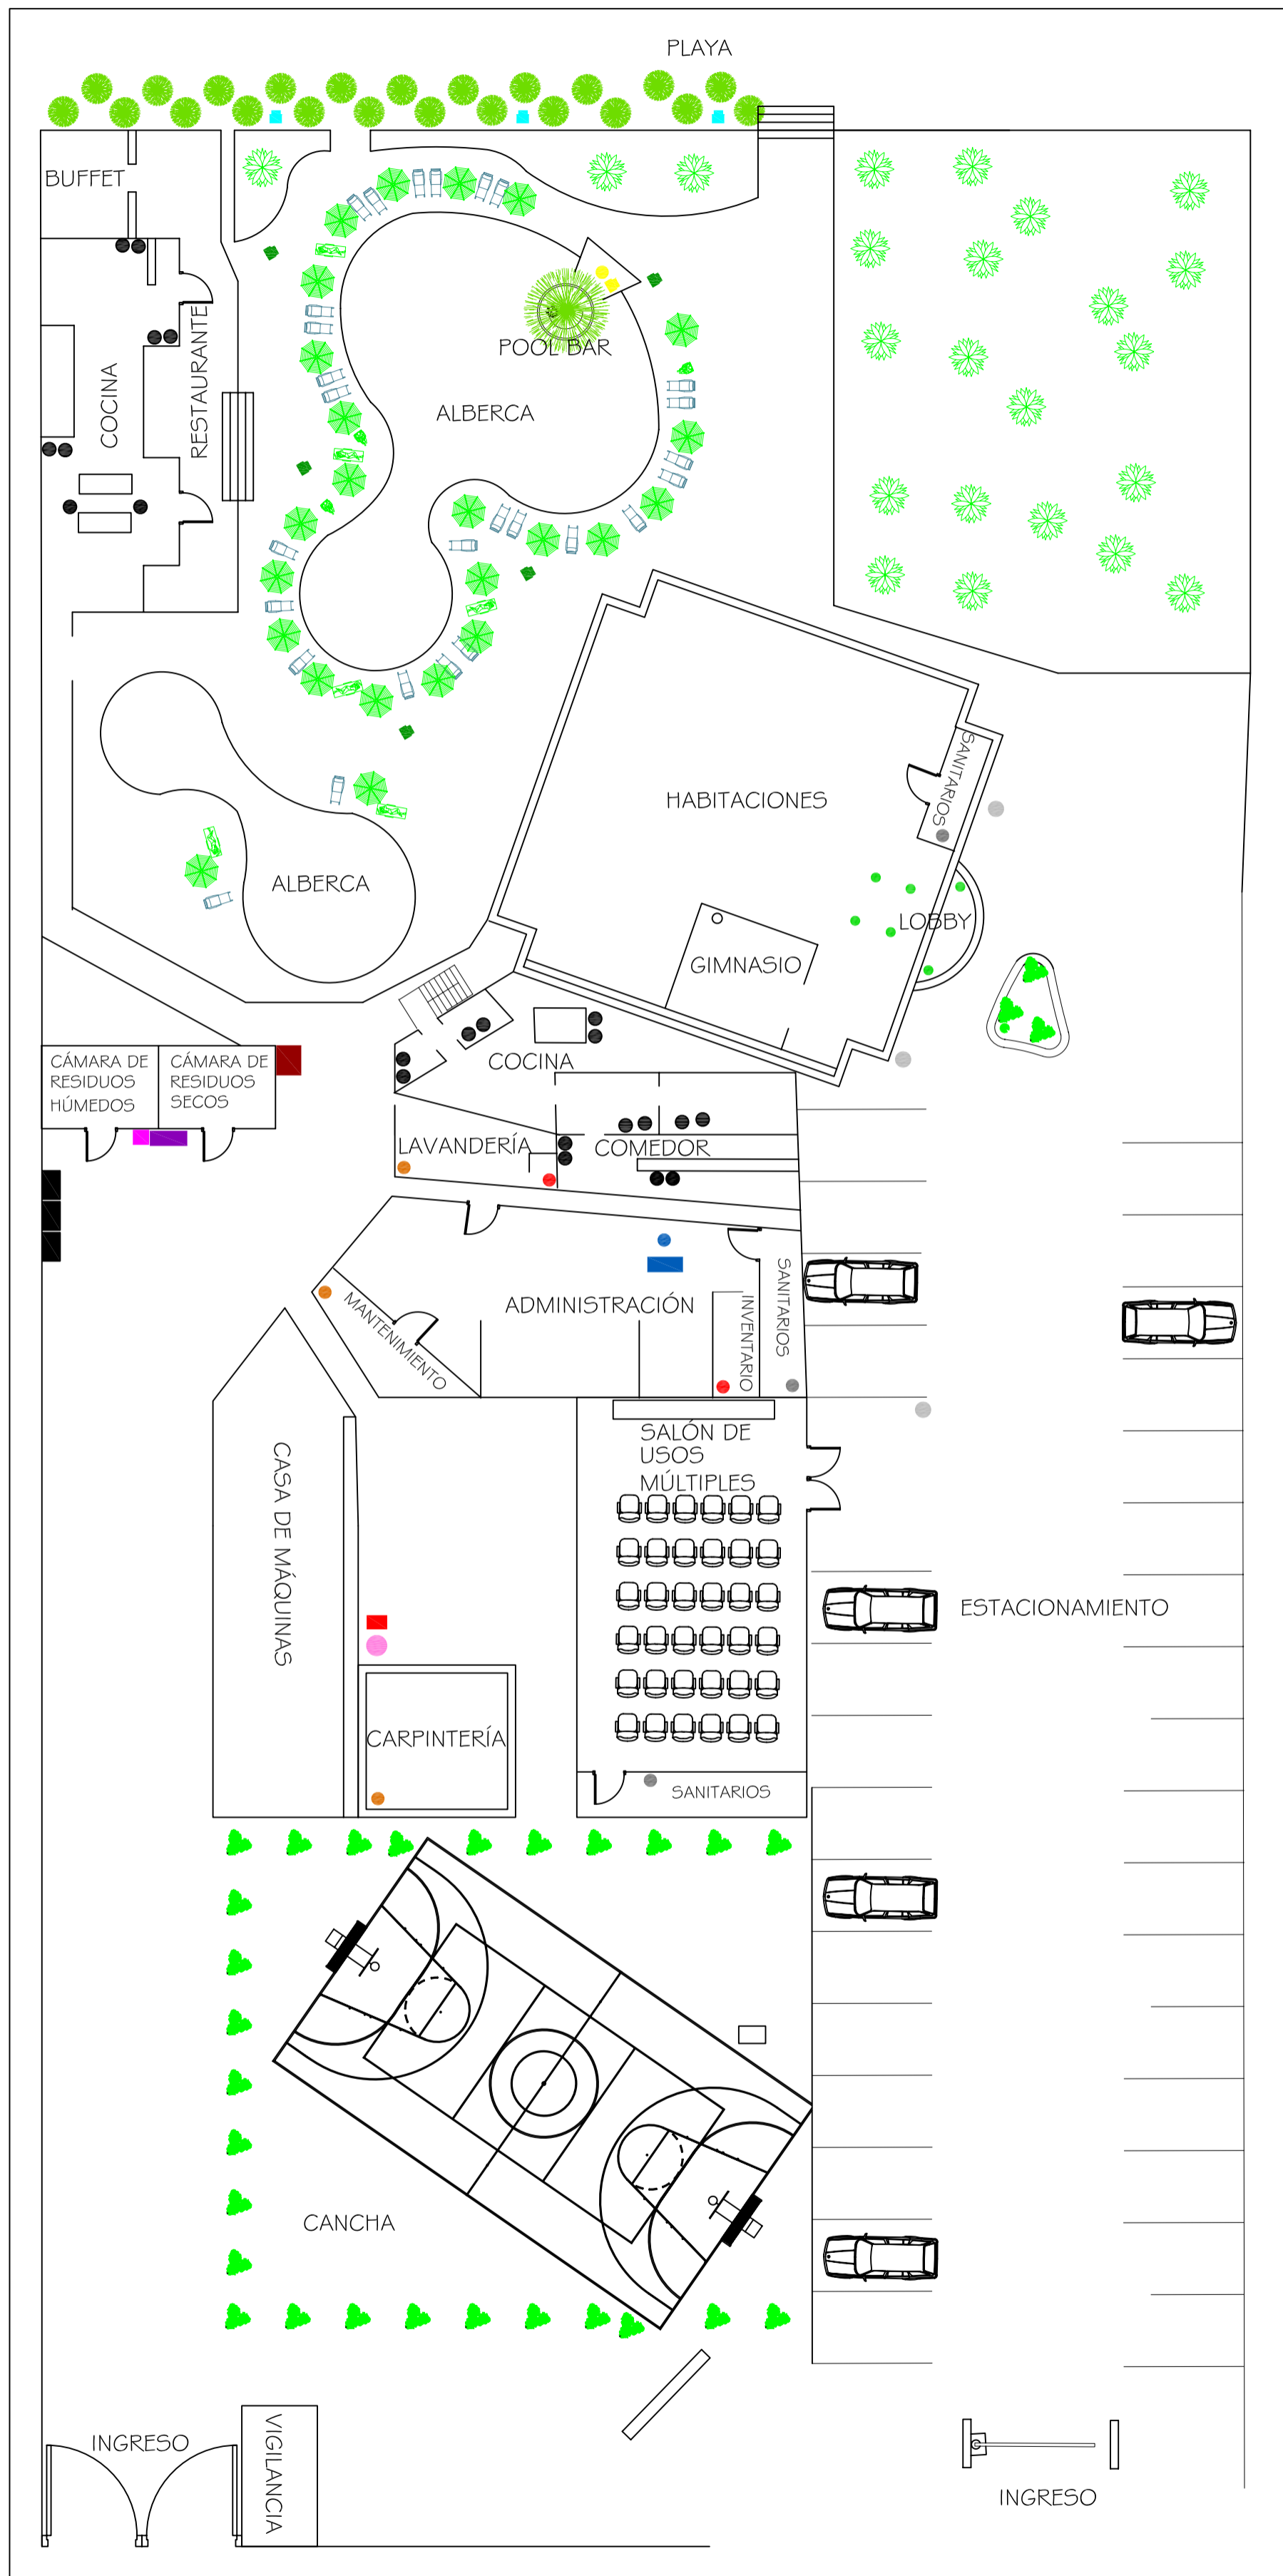 PLAYA
BUFFET
RESTAURANTE
COCINA
POOL BAR
ALBERCA
SANITARIOS
HABITACIONES
ALBERCA
LOBBY
GIMNASIO
CÁMARA DE
RESIDUOS
HÚMEDOS
CÁMARA DE
RESIDUOS
SECOS
COCINA
LAVANDERÍA
COMEDOR
MANTENIMIENTO
ADMINISTRACIÓN
INVENTARIO
SANITARIOS
SALÓN DE
USOS
MÚLTIPLES
CASA DE MÁQUINAS
ESTACIONAMIENTO
CARPINTERÍA
SANITARIOS
CANCHA
INGRESO
VIGILANCIA
INGRESO